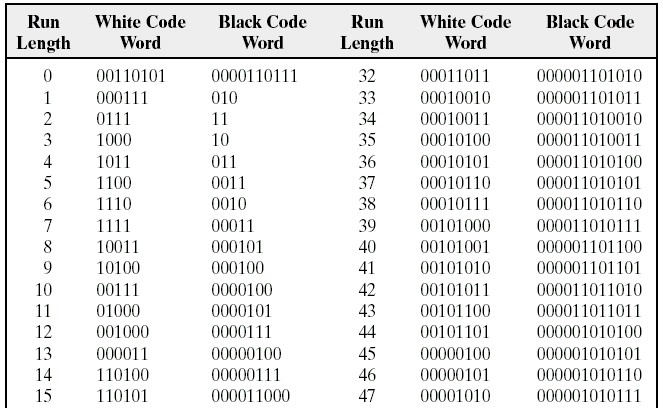 Run White Code Black Code Run White Code Black Code
Length Word Word Length Word Word
0 00110101 0000110111 32 00011011 000001101010
1 000111 010 33 00010010 000001101011
2 0111 11 34 00010011 000011010010
3 1000 10 35 00010100 000011010011
4 1011 011 36 00010101 000011010100
5 1100 0011 37 00010110 000011010101
6 1110 0010 38 00010111 000011010110
7 1111 00011 39 00101000 000011010111
8 10011 000101 40 00101001 000001101100
9 10100 000100 41 00101010 000001101101
10 00111 0000100 42 00101011 000011011010
11 01000 0000101 43 00101100 000011011011
12 001000 0000111 44 00101101 000001010100
13 000011 00000100 45 00000100 000001010101
14 110100 00000111 46 00000101 000001010110
15 110101 000011000 47 00001010 000001010111